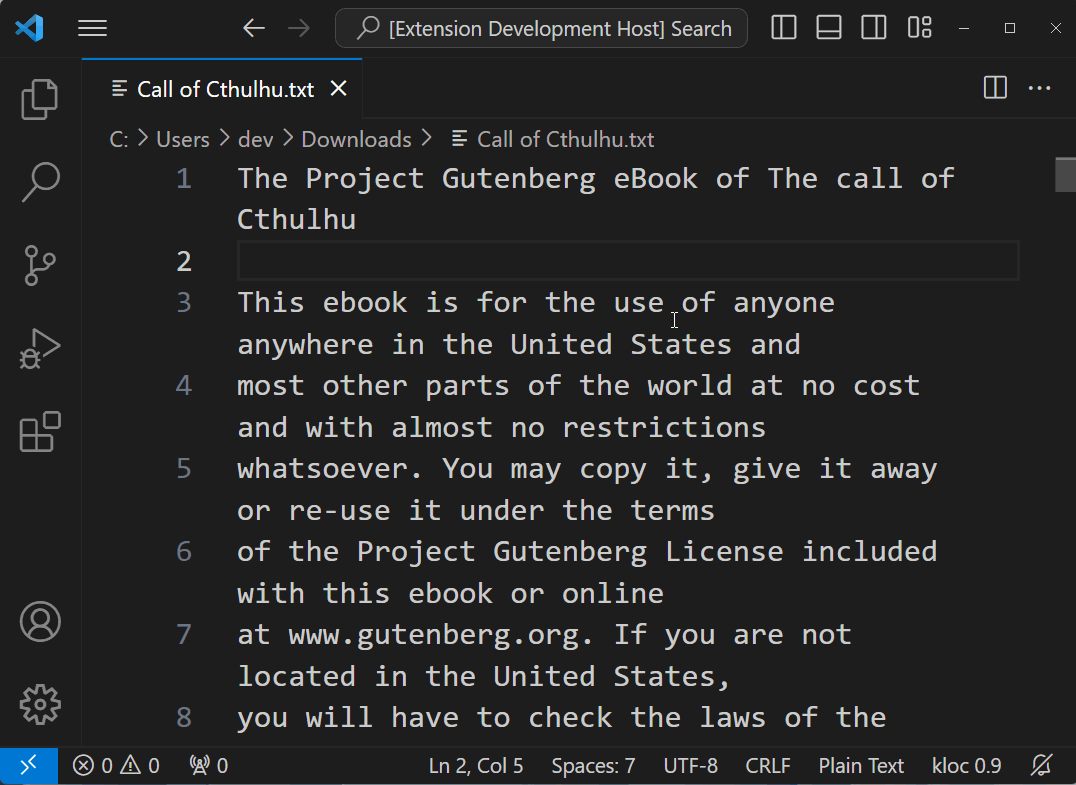 [Extension Development Host] Search
Call of Cthulhu.txt
C: > Users > dev > Downloads > Call of Cthulhu.txt
1 The Project Gutenberg eBook of The call of
Cthulhu
2
3 This ebook is for the use of anyone
anywhere in the United States and
4 most other parts of the world at no cost
and with almost no restrictions
5 whatsoever. You may copy it, give it away
or re-use it under the terms
6 of the Project Gutenberg License included
with this ebook or online
7 at www.gutenberg.org. If you are not
located in the United States,
8 you will have to check the laws of the
0 0 0 Ln 2, Col 5 Spaces: 7 UTF-8 CRLF Plain Text kloc 0.9